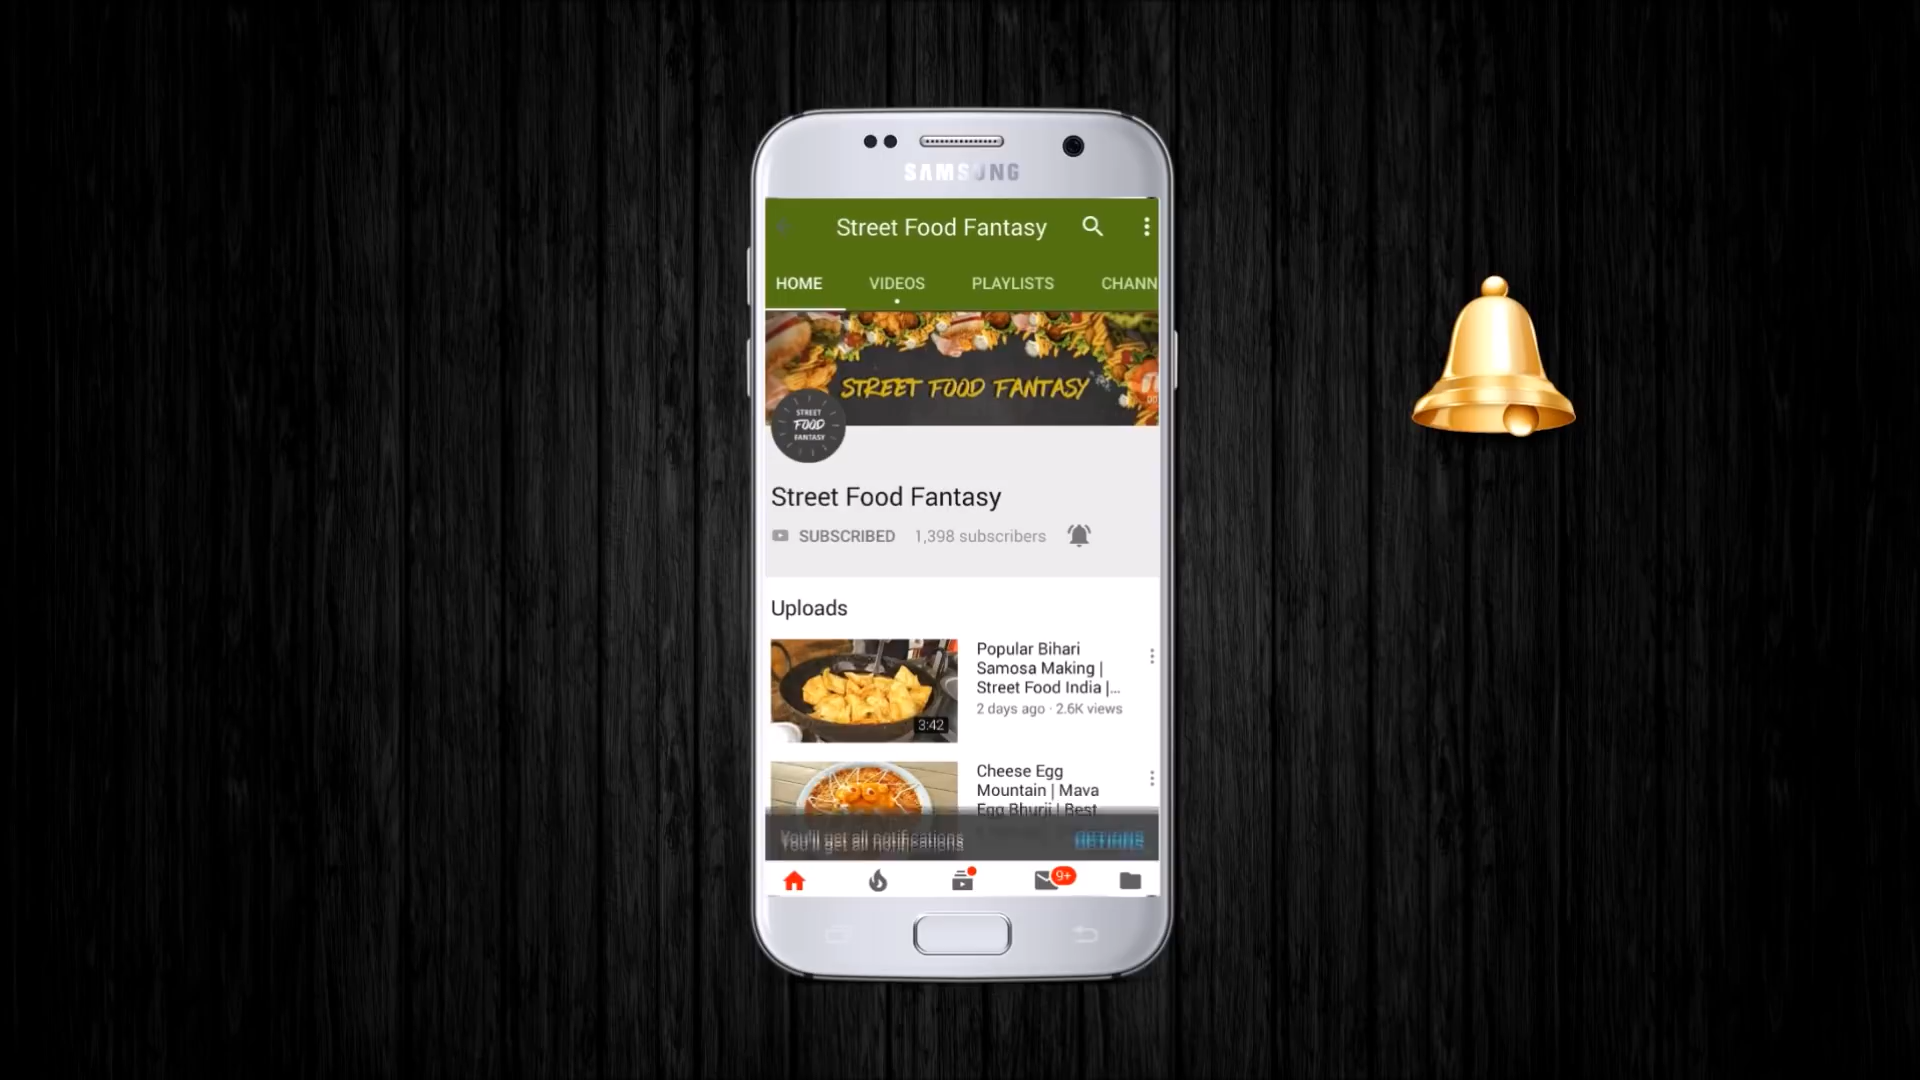 SAMSUNG
Street Food Fantasy
HOME VIDEOS PLAYLISTS CHANN
STREET FOOD FANTASY
STREET
FOOD
FANTASY
Street Food Fantasy
SUBSCRIBED 1,398 subscribers
Uploads
Popular Bihari
Samosa Making |
Street Food India |...
2 days ago · 2.6K views
3:42
Cheese Egg
Mountain | Mava
Egg Bhurji | Best
You'll get all notifications OPTIONS
9+